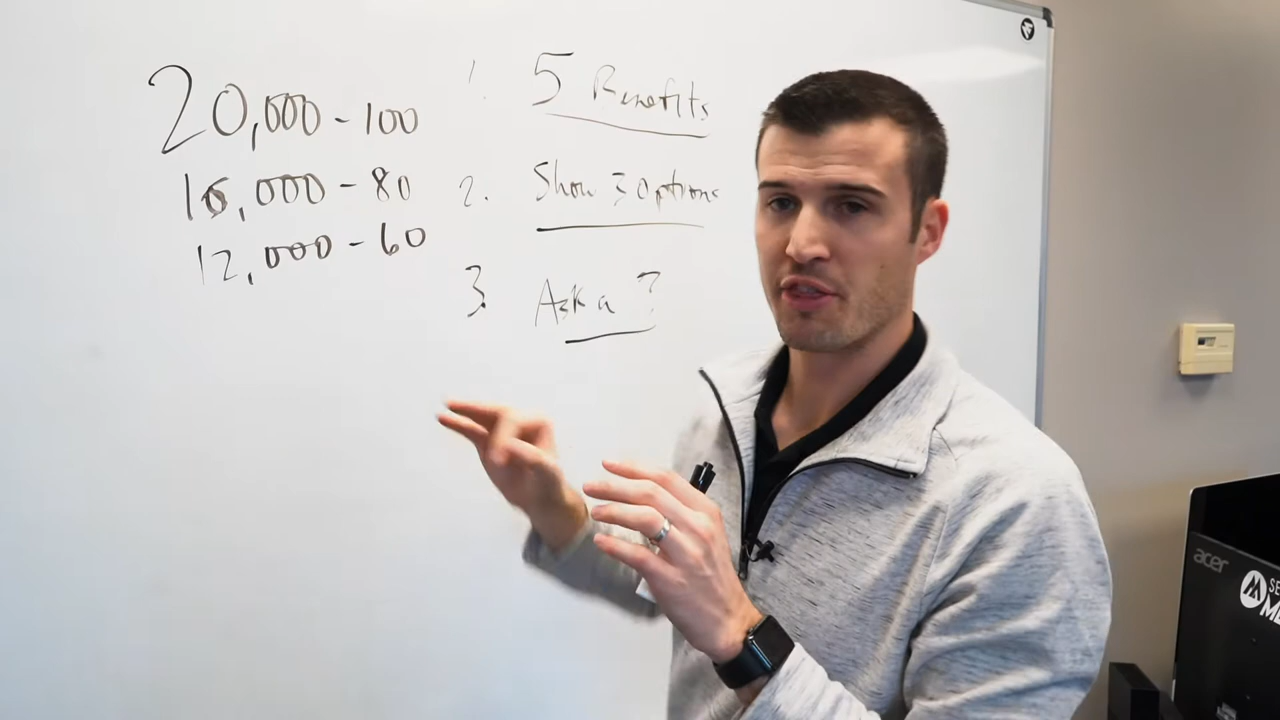 20,000 - 100
16,000 - 80
12,000 - 60
1. 5 Benefits
2. Show 3 Options
3. Ask a ?
acer